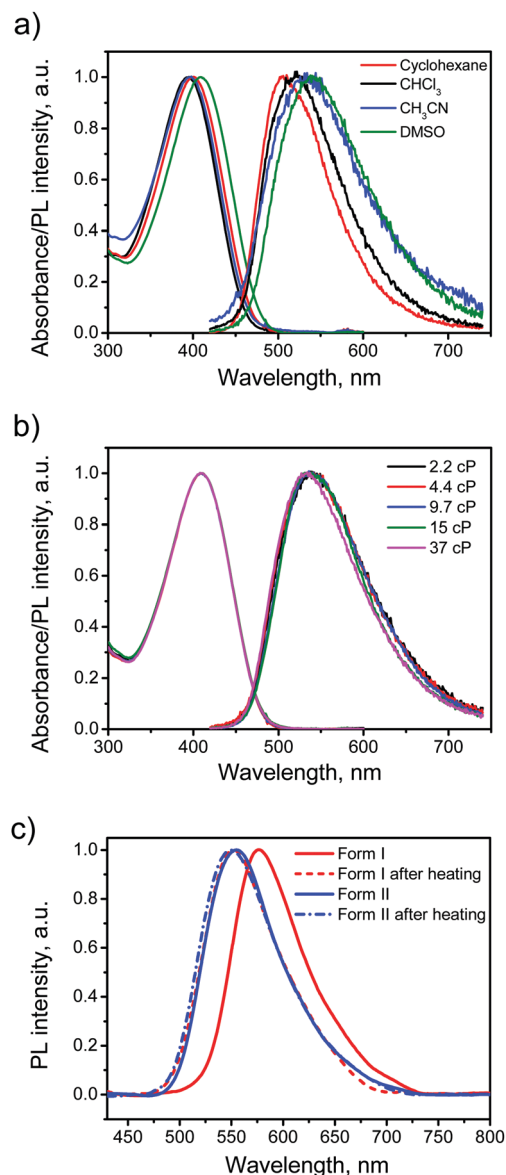 a)
Absorbance/PL intensity, a.u.
1.0
0.8
0.6
0.4
0.2
0.0
Cyclohexane
CHCl₃
CH₃CN
DMSO
300 400 500 600 700
Wavelength, nm
b)
Absorbance/PL intensity, a.u.
1.0
0.8
0.6
0.4
0.2
0.0
2.2 cP
4.4 cP
9.7 cP
15 cP
37 cP
300 400 500 600 700
Wavelength, nm
c)
PL intensity, a.u.
1.0
0.8
0.6
0.4
0.2
0.0
Form I
Form I after heating
Form II
Form II after heating
450 500 550 600 650 700 750 800
Wavelength, nm